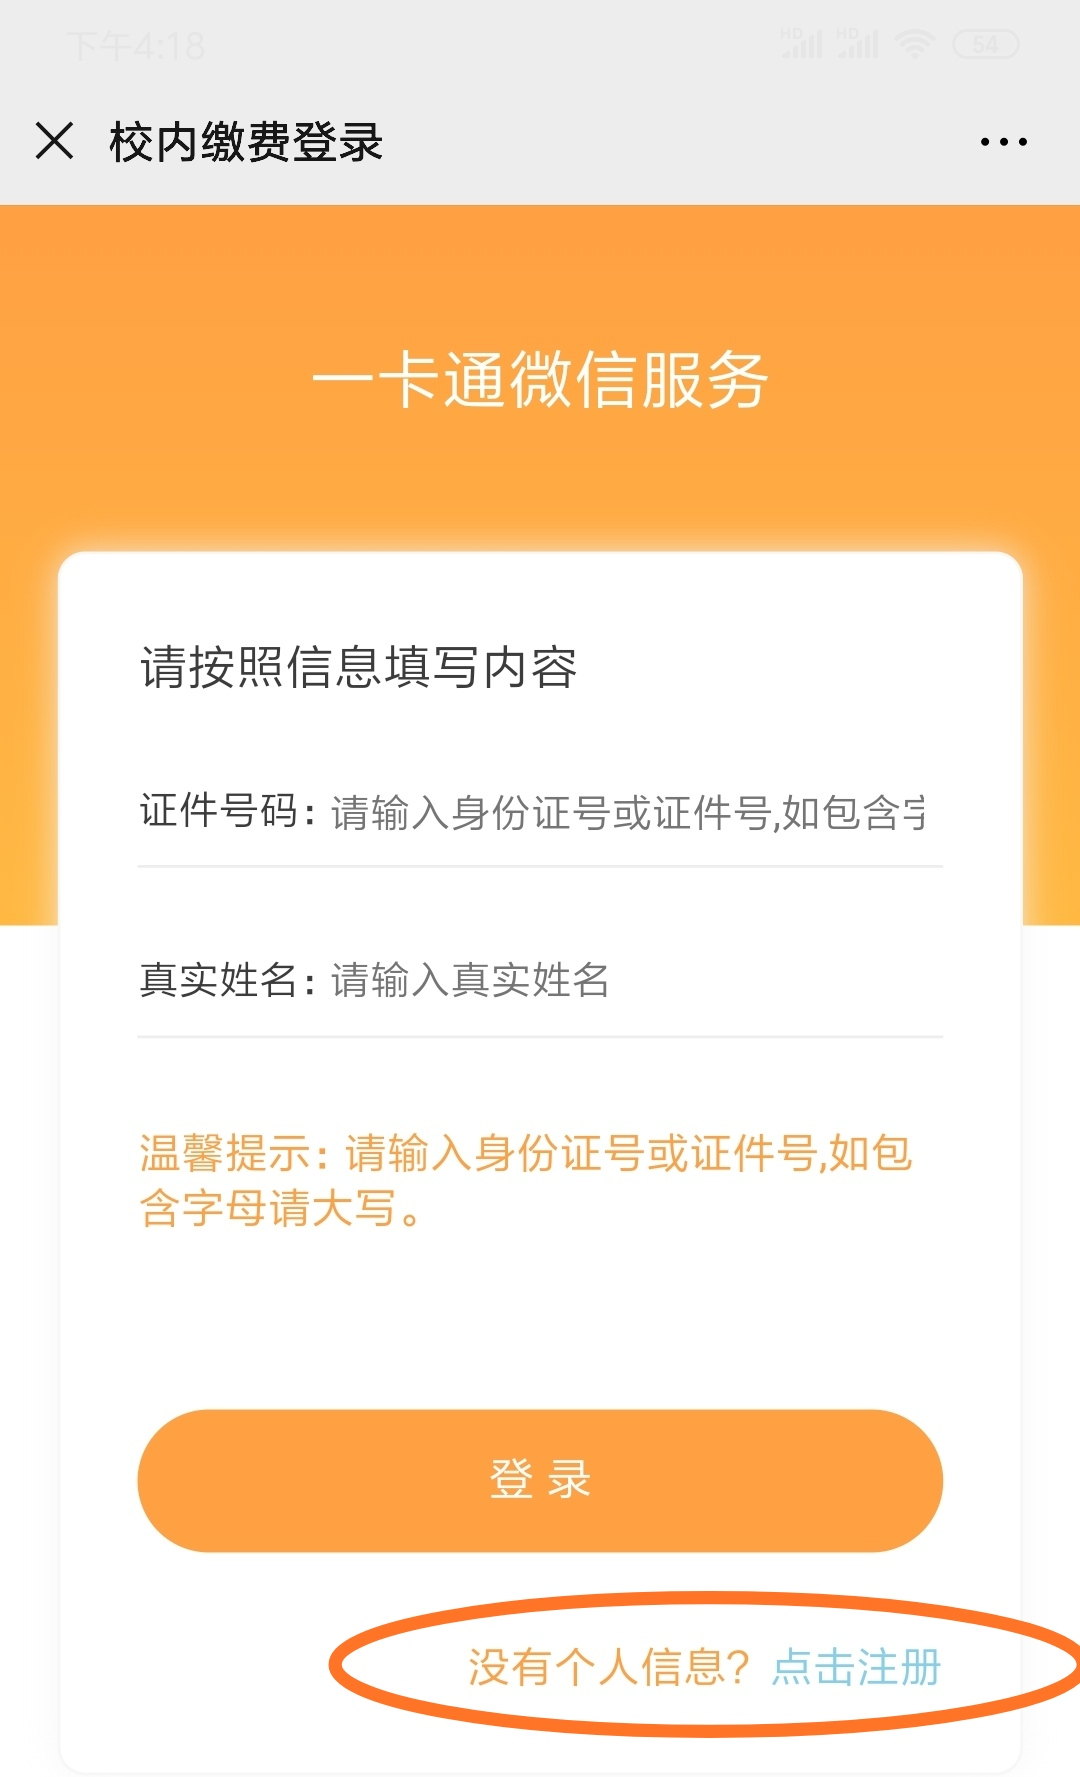 下午4:18
HD HD 54
校内缴费登录
一卡通微信服务
请按照信息填写内容
证件号码: 请输入身份证号或证件号,如包含字
真实姓名: 请输入真实姓名
温馨提示: 请输入身份证号或证件号,如包
含字母请大写。
登 录
没有个人信息? 点击注册